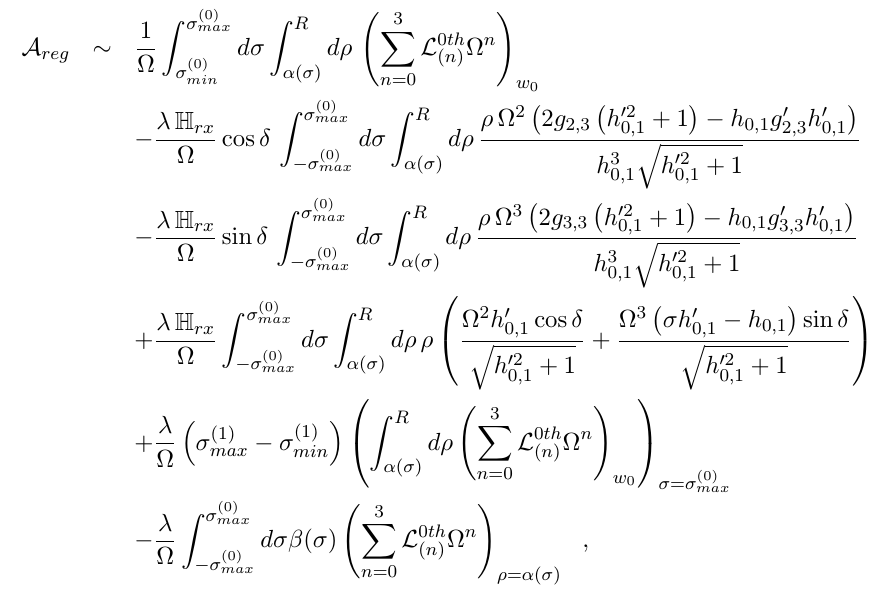 \mathcal{A}_{reg} \sim \frac{1}{\Omega} \int_{\sigma_{min}^{(0)}}^{\sigma_{max}^{(0)}} d\sigma \int_{\alpha(\sigma)}^{R} d\rho \left( \sum_{n=0}^{3} \mathcal{L}_{(n)}^{0th} \Omega^n \right)_{w_0}
- \frac{\lambda \, \mathbb{H}_{rx}}{\Omega} \cos\delta \int_{-\sigma_{max}^{(0)}}^{\sigma_{max}^{(0)}} d\sigma \int_{\alpha(\sigma)}^{R} d\rho \, \frac{\rho \, \Omega^2 \left( 2g_{2,3} \left( h_{0,1}'^2 + 1 \right) - h_{0,1} g_{2,3}' h_{0,1}' \right)}{h_{0,1}^3 \sqrt{h_{0,1}'^2 + 1}}
- \frac{\lambda \, \mathbb{H}_{rx}}{\Omega} \sin\delta \int_{-\sigma_{max}^{(0)}}^{\sigma_{max}^{(0)}} d\sigma \int_{\alpha(\sigma)}^{R} d\rho \, \frac{\rho \, \Omega^3 \left( 2g_{3,3} \left( h_{0,1}'^2 + 1 \right) - h_{0,1} g_{3,3}' h_{0,1}' \right)}{h_{0,1}^3 \sqrt{h_{0,1}'^2 + 1}}
+ \frac{\lambda \, \mathbb{H}_{rx}}{\Omega} \int_{-\sigma_{max}^{(0)}}^{\sigma_{max}^{(0)}} d\sigma \int_{\alpha(\sigma)}^{R} d\rho \, \rho \left( \frac{\Omega^2 h_{0,1}' \cos\delta}{\sqrt{h_{0,1}'^2 + 1}} + \frac{\Omega^3 \left( \sigma h_{0,1}' - h_{0,1} \right) \sin\delta}{\sqrt{h_{0,1}'^2 + 1}} \right)
+ \frac{\lambda}{\Omega} \left( \sigma_{max}^{(1)} - \sigma_{min}^{(1)} \right) \left( \int_{\alpha(\sigma)}^{R} d\rho \left( \sum_{n=0}^{3} \mathcal{L}_{(n)}^{0th} \Omega^n \right)_{w_0} \right)_{\sigma=\sigma_{max}^{(0)}}
- \frac{\lambda}{\Omega} \int_{-\sigma_{max}^{(0)}}^{\sigma_{max}^{(0)}} d\sigma \beta(\sigma) \left( \sum_{n=0}^{3} \mathcal{L}_{(n)}^{0th} \Omega^n \right)_{\rho=\alpha(\sigma)} ,